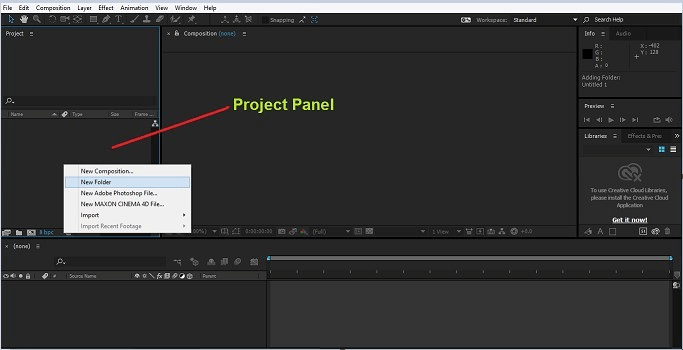 File Edit Composition Layer Effect Animation View Window Help
Snapping Workspace: Standard Search Help
Project
Composition (none)
Info Audio
R:
G:
B:
A: 0
X: -402
Y: 128
Adding Folder:
Untitled 1
Name Type Size Frame ...
Project Panel
Preview
Libraries Effects & Pres
To use Creative Cloud Libraries,
please install the Creative Cloud
Application
Get it now!
New Composition...
New Folder
New Adobe Photoshop File...
New MAXON CINEMA 4D File...
Import
Import Recent Footage
8 bpc
0:00:00:00 (Full) 1 View +0.0
(none)
# Source Name Parent